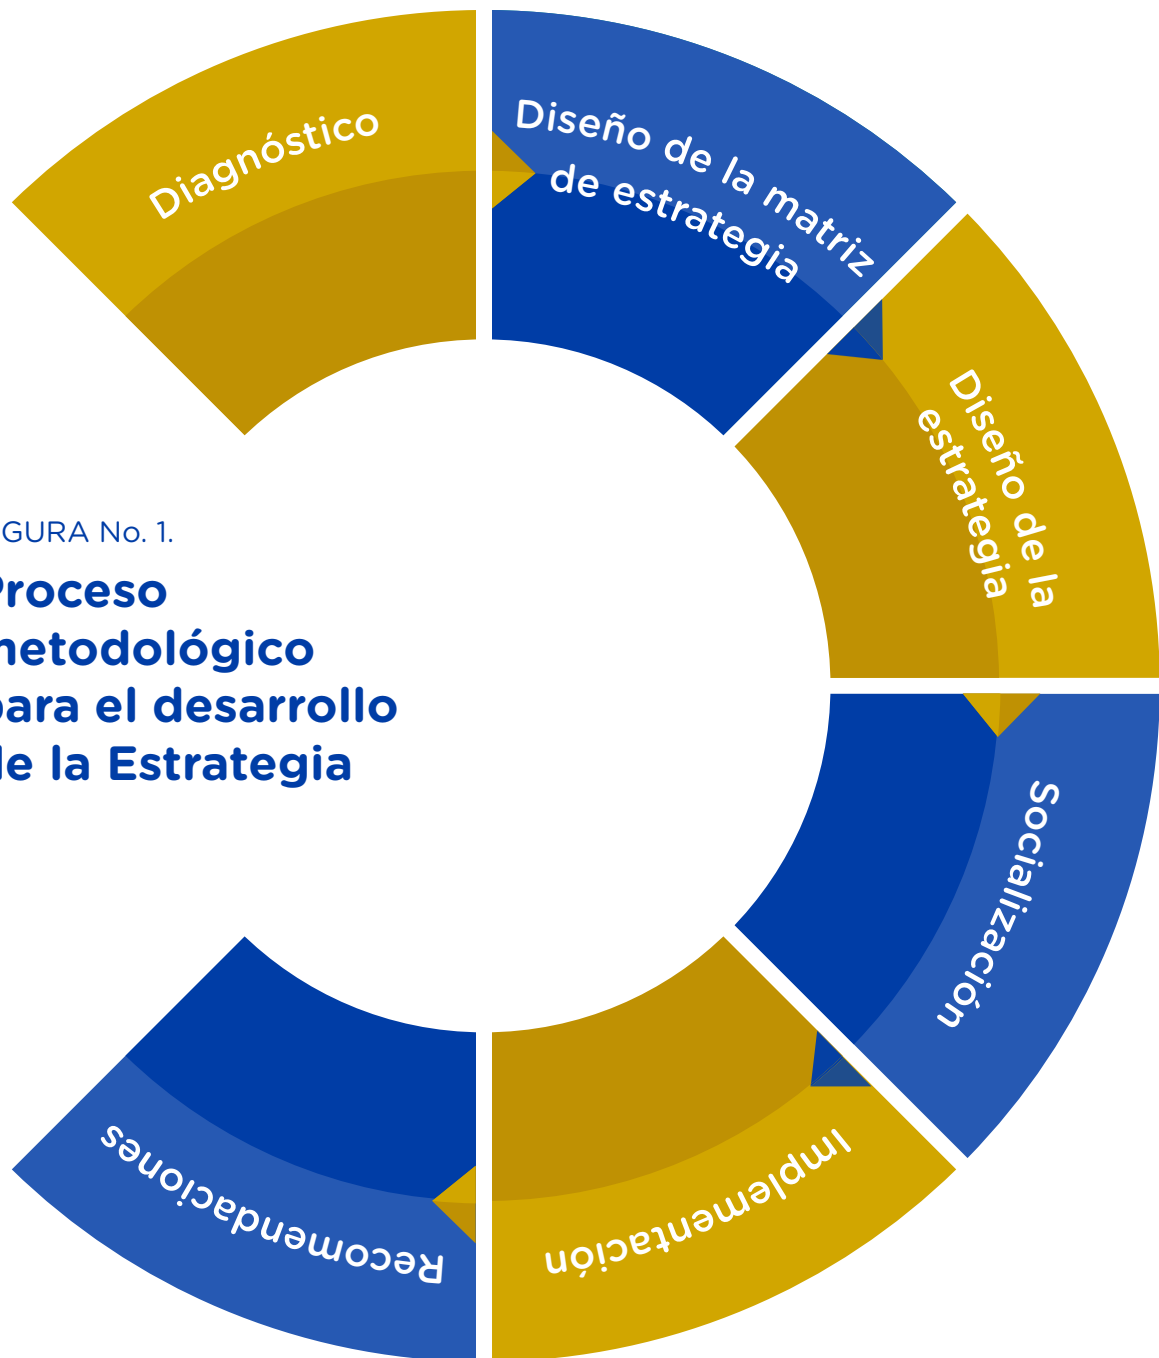 Diagnóstico
Diseño de la matriz
de estrategia
Diseño de la
estrategia
Socialización
Implementación
Recomendaciones
GURA No. 1.
Proceso
metodológico
para el desarrollo
de la Estrategia